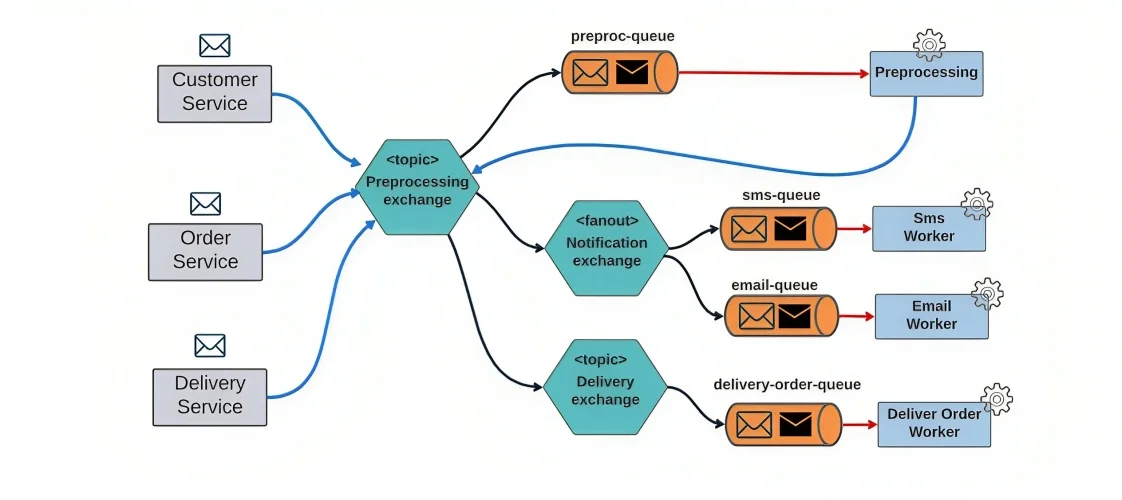 preproc-queue
Customer
Service
Preprocessing
<topic>
Preprocessing
exchange
sms-queue
Order
Service
<fanout>
Notification
exchange
Sms
Worker
email-queue
Email
Worker
Delivery
Service
<topic>
Delivery
exchange
delivery-order-queue
Deliver Order
Worker